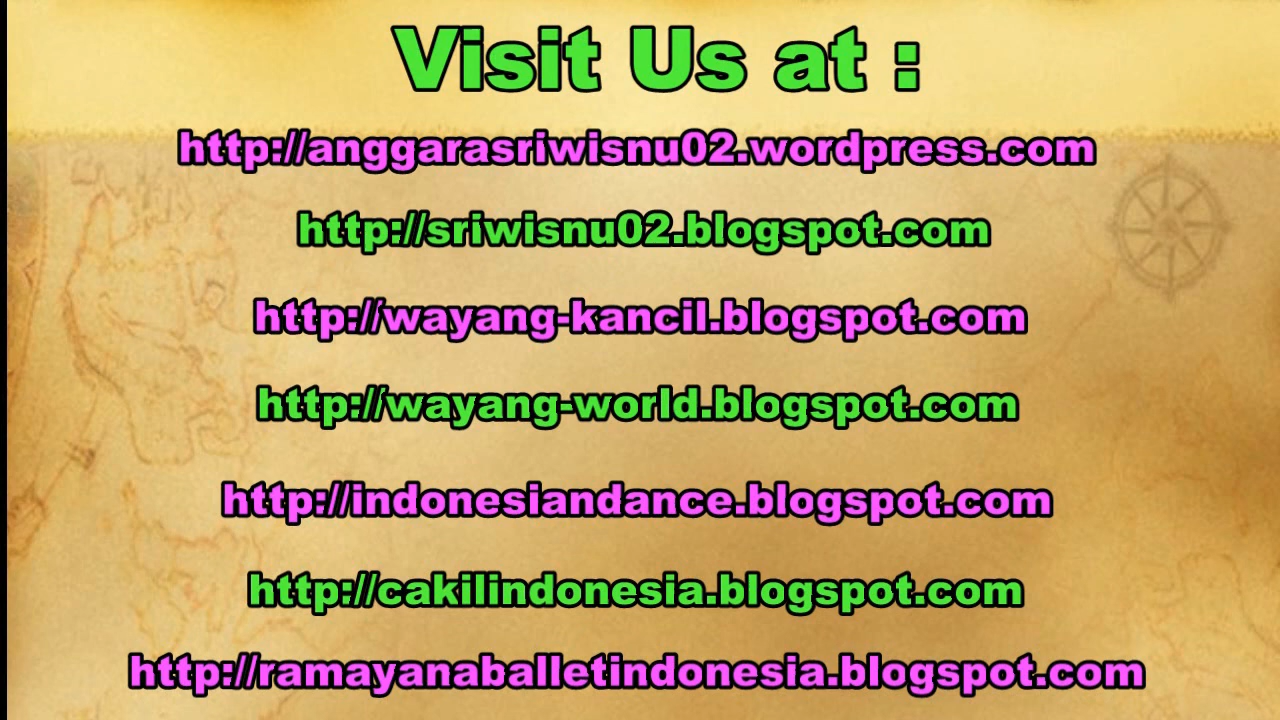 Visit Us at :
http://anggarasriwisnu02.wordpress.com
http://sriwisnu02.blogspot.com
http://wayang-kancil.blogspot.com
http://wayang-world.blogspot.com
http://indonesiandance.blogspot.com
http://cakilindonesia.blogspot.com
http://ramayanaballetindonesia.blogspot.com